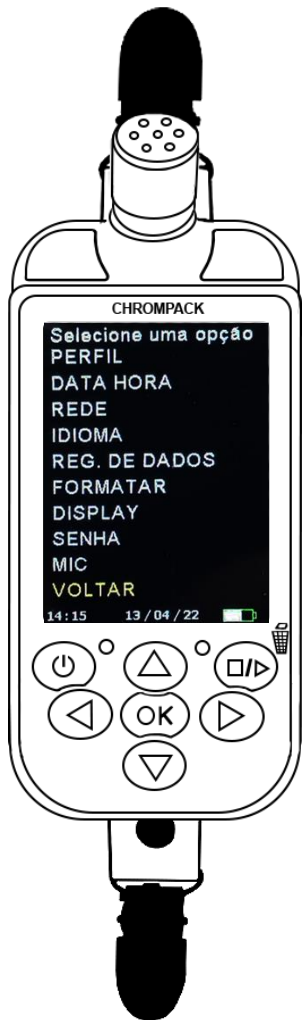 CHROMPACK
Selecione uma opção
PERFIL
DATA HORA
REDE
IDIOMA
REG. DE DADOS
FORMATAR
DISPLAY
SENHA
MIC
VOLTAR
14:15 13/04/22
OK